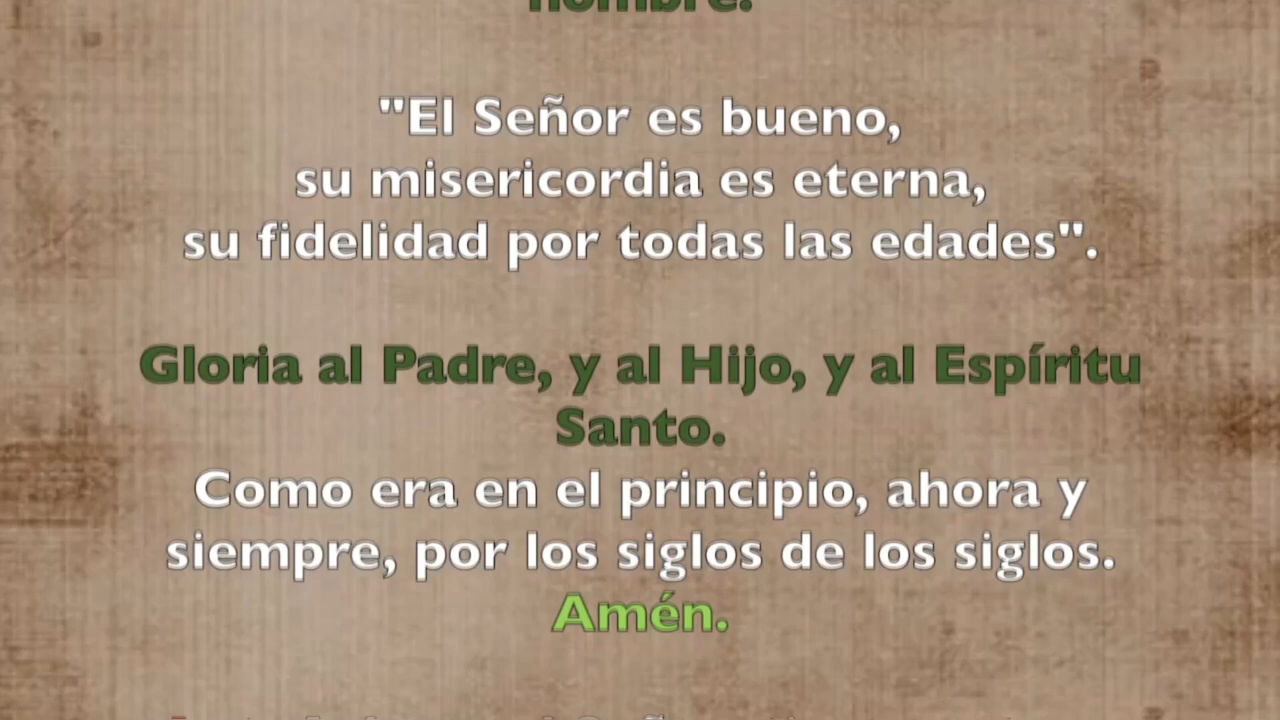 nombre.
"El Señor es bueno,
su misericordia es eterna,
su fidelidad por todas las edades".
Gloria al Padre, y al Hijo, y al Espíritu
Santo.
Como era en el principio, ahora y
siempre, por los siglos de los siglos.
Amén.